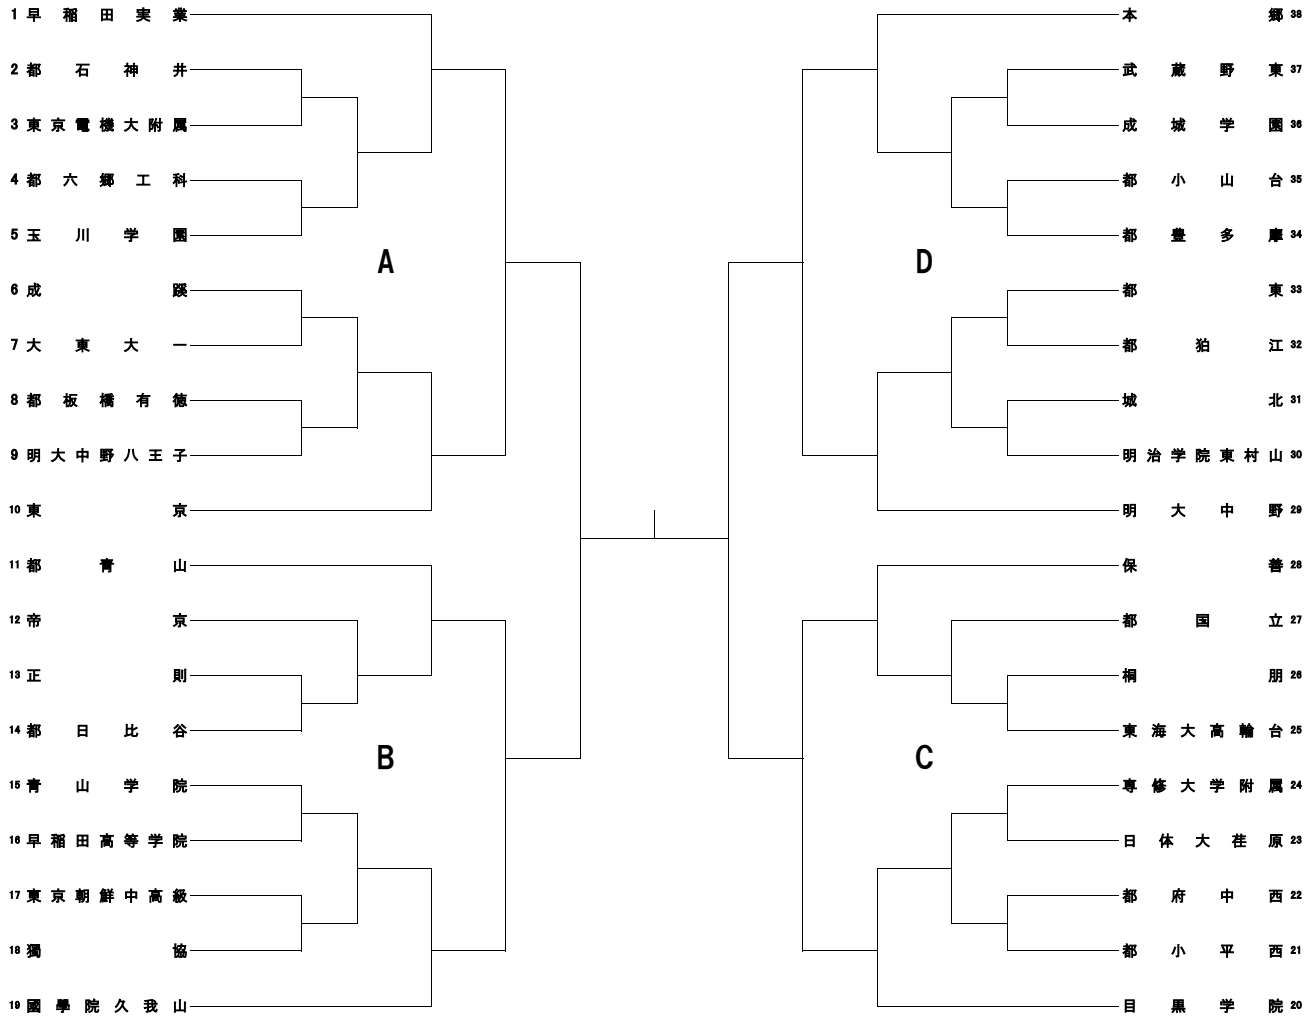 1 早稲田実業
2 都石神井
3 東京電機大附属
4 都六郷工科
5 玉川学園
A
6 成蹊
7 大東大一
8 都板橋有徳
9 明大中野八王子
10 東京
11 都青山
12 帝京
13 正則
14 都日比谷
B
15 青山学院
16 早稲田高等学院
17 東京朝鮮中高級
18 獨協
19 國學院久我山
本郷 38
武蔵野東 37
成城学園 36
都小山台 35
都豊多摩 34
D
都東 33
都狛江 32
城北 31
明治学院東村山 30
明大中野 29
保善 28
都国立 27
桐朋 26
東海大高輪台 25
C
専修大学附属 24
日体大荏原 23
都府中西 22
都小平西 21
目黒学院 20